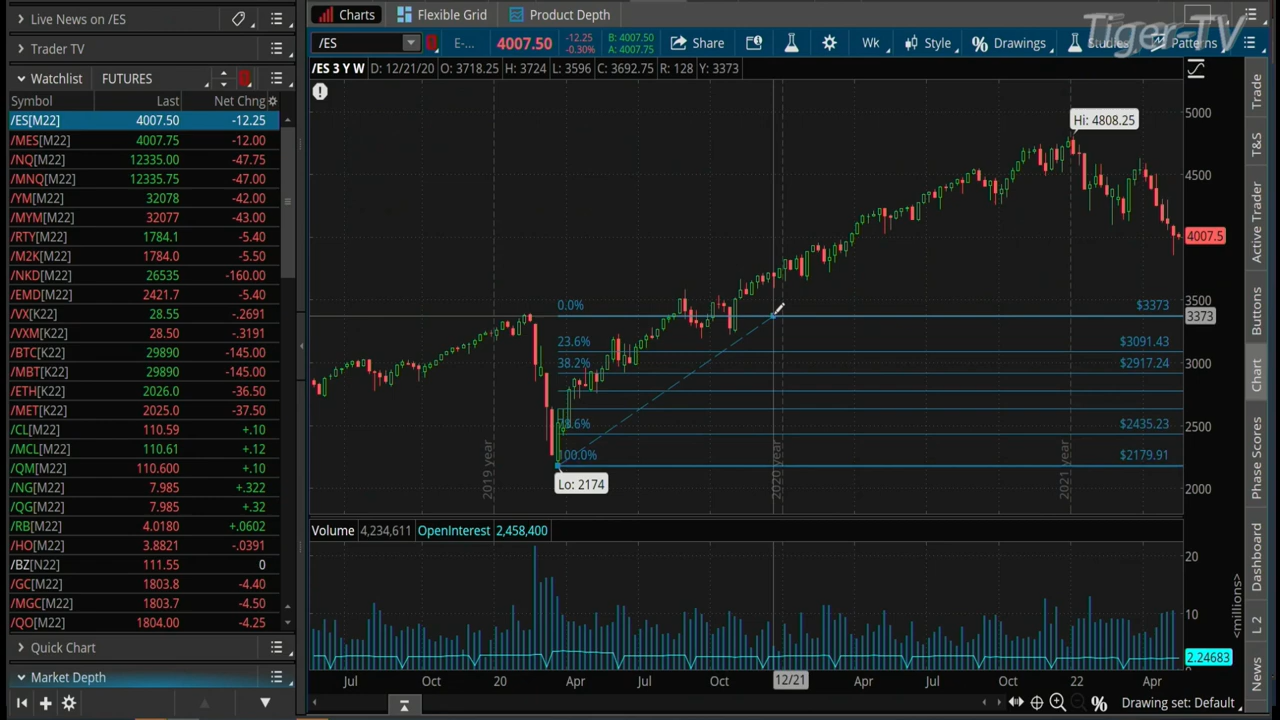 Live News on /ES
Charts
Flexible Grid
Product Depth
Tiger-TV
Trader TV
/ES
E-...
4007.50
-12.25
-0.30%
B: 4007.50
A: 4007.75
Share
Wk
Style
Drawings
Studies
Patterns
Watchlist
FUTURES
/ES 3 Y W
D: 12/21/20
O: 3718.25
H: 3724
L: 3596
C: 3692.75
R: 128
Y: 3373
Symbol Last Net Chng
/ES[M22] 4007.50 -12.25
/MES[M22] 4007.75 -12.00
/NQ[M22] 12335.00 -47.75
/MNQ[M22] 12335.75 -47.00
/YM[M22] 32078 -42.00
/MYM[M22] 32077 -43.00
/RTY[M22] 1784.1 -5.40
/M2K[M22] 1784.0 -5.50
/NKD[M22] 26535 -160.00
/EMD[M22] 2421.7 -5.40
/VX[K22] 28.55 -.2691
/VXM[K22] 28.50 -.3191
/BTC[K22] 29890 -145.00
/MBT[K22] 29890 -145.00
/ETH[K22] 2026.0 -36.50
/MET[K22] 2025.0 -37.50
/CL[M22] 110.59 +.10
/MCL[M22] 110.61 +.12
/QM[M22] 110.600 +.10
/NG[M22] 7.985 +.322
/QG[M22] 7.985 +.32
/RB[M22] 4.0180 +.0602
/HO[M22] 3.8821 -.0391
/BZ[N22] 111.55 0
/GC[M22] 1803.8 -4.40
/MGC[M22] 1803.7 -4.50
/QO[M22] 1804.00 -4.25
Quick Chart
Market Depth
Hi: 4808.25
5000
4500
4007.5
3500
3373
3000
2500
2000
0.0% $3373
23.6% $3091.43
38.2% $2917.24
78.6% $2435.23
100.0% $2179.91
Lo: 2174
2019 year
2020 year
2021 year
Volume 4,234,611 OpenInterest 2,458,400
20
10
<millions>
2.24683
Jul Oct 20 Apr Jul Oct 12/21 Apr Jul Oct 22 Apr
Drawing set: Default
Trade
T&S
Active Trader
Buttons
Chart
Phase Scores
Dashboard
L 2
News